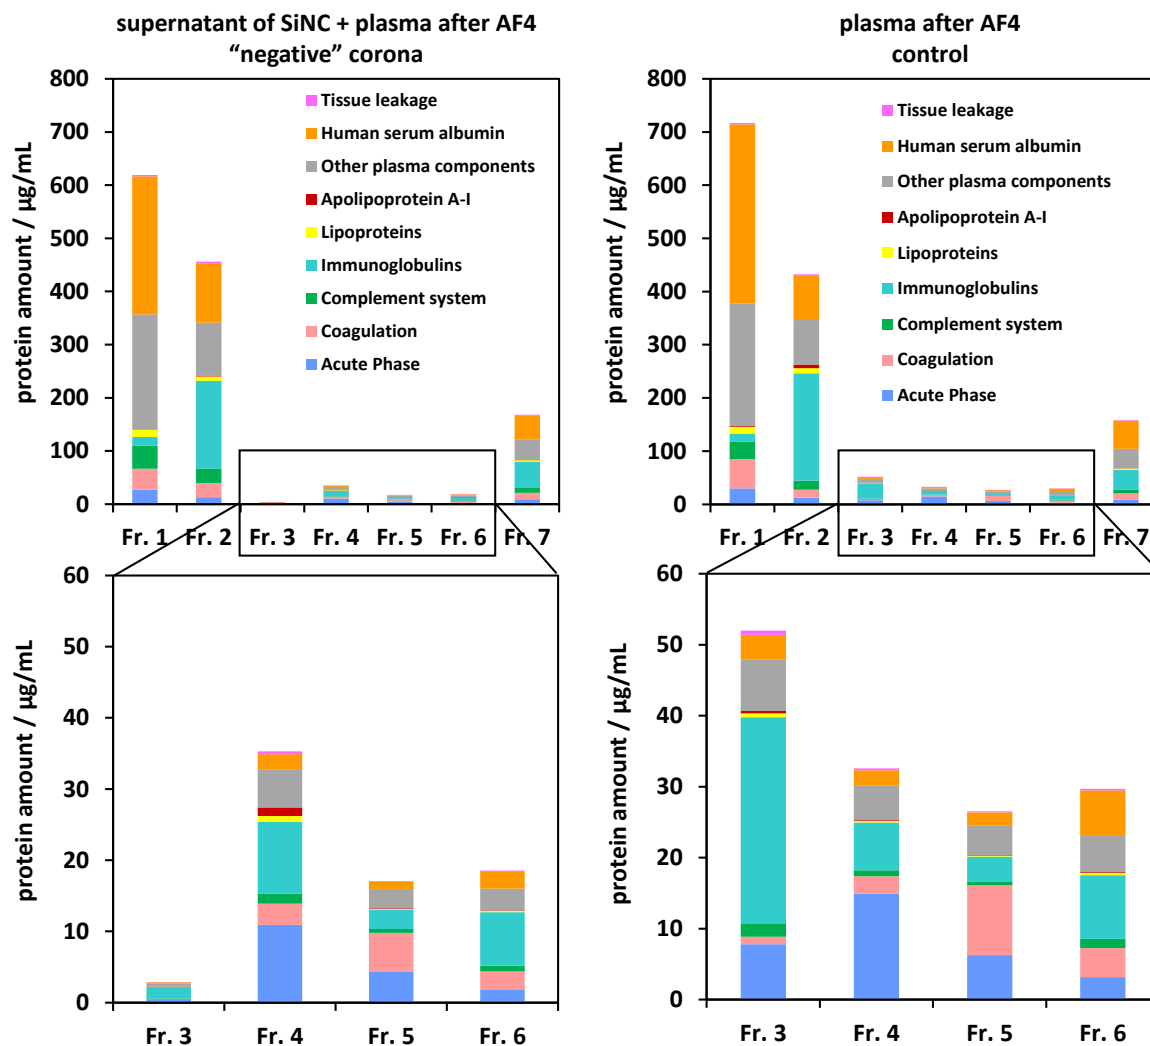 supernatant of SiNC + plasma after AF4
“negative” corona
800
700
600
500
400
300
200
100
0
protein amount / µg/mL
Tissue leakage
Human serum albumin
Other plasma components
Apolipoprotein A-I
Lipoproteins
Immunoglobulins
Complement system
Coagulation
Acute Phase
Fr. 1 Fr. 2 Fr. 3 Fr. 4 Fr. 5 Fr. 6 Fr. 7
plasma after AF4
control
800
700
600
500
400
300
200
100
0
protein amount / µg/mL
Tissue leakage
Human serum albumin
Other plasma components
Apolipoprotein A-I
Lipoproteins
Immunoglobulins
Complement system
Coagulation
Acute Phase
Fr. 1 Fr. 2 Fr. 3 Fr. 4 Fr. 5 Fr. 6 Fr. 7
60
50
40
30
20
10
0
protein amount / µg/mL
Fr. 3 Fr. 4 Fr. 5 Fr. 6
60
50
40
30
20
10
0
protein amount / µg/mL
Fr. 3 Fr. 4 Fr. 5 Fr. 6